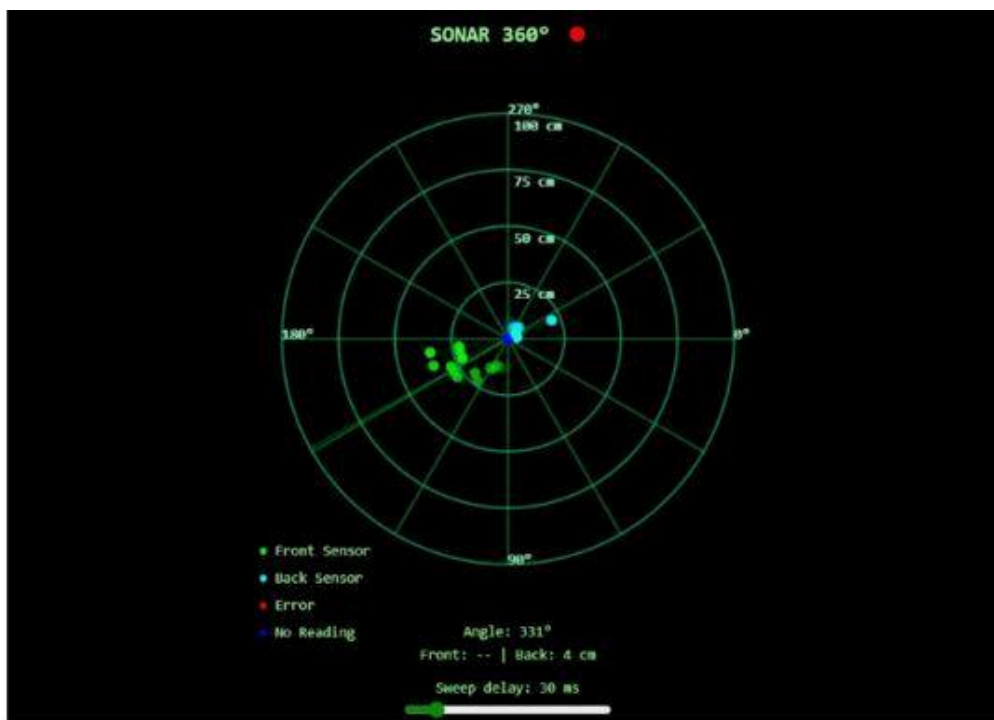 SONAR 360°
270°
100 cm
75 cm
50 cm
25 cm
180°
0°
90°
Front Sensor
Back Sensor
Error
No Reading
Angle: 331°
Front: -- | Back: 4 cm
Sweep delay: 30 ms